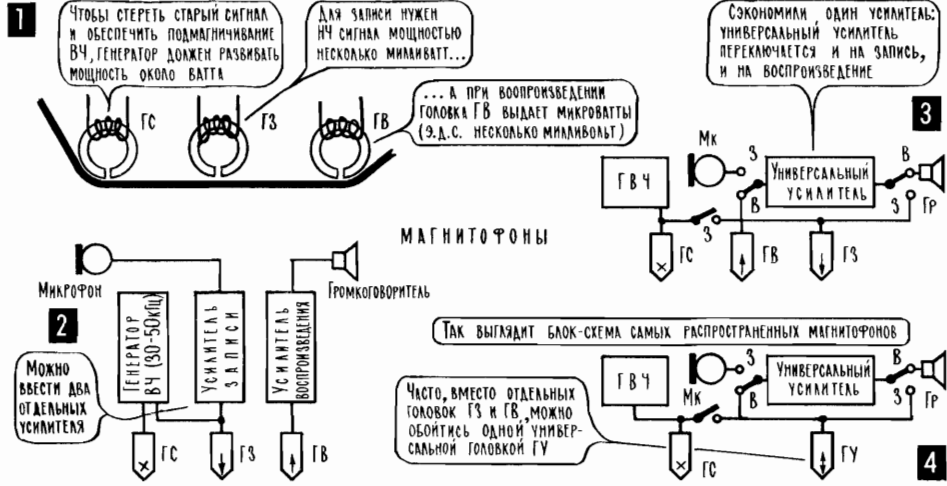 1
Чтобы стереть старый сигнал
и обеспечить подмагничивание
ВЧ, генератор должен развивать
мощность около ватта
Для записи нужен
НЧ сигнал мощностью
несколько милливатт...
... а при воспроизведении
головка ГВ выдает микроватты
(э.д.с. несколько милливольт)
ГС
ГЗ
ГВ
МАГНИТОФОНЫ
2
Микрофон
Громкоговоритель
Генератор
ВЧ (30-50кГц)
Усилитель
записи
Усилитель
воспроизведения
Можно
ввести два
отдельных
усилителя
ГС
ГЗ
ГВ
3
Сэкономили один усилитель:
универсальный усилитель
переключается и на запись,
и на воспроизведение
ГВЧ
Мк
З
В
Универсальный
усилитель
В
З
Гр
З
ГС
ГВ
ГЗ
Так выглядит блок-схема самых распространенных магнитофонов
ГВЧ
Мк
З
В
Универсальный
усилитель
В
З
Гр
Часто, вместо отдельных
головок ГЗ и ГВ, можно
обойтись одной универ-
сальной головкой ГУ
ГС
ГУ
4